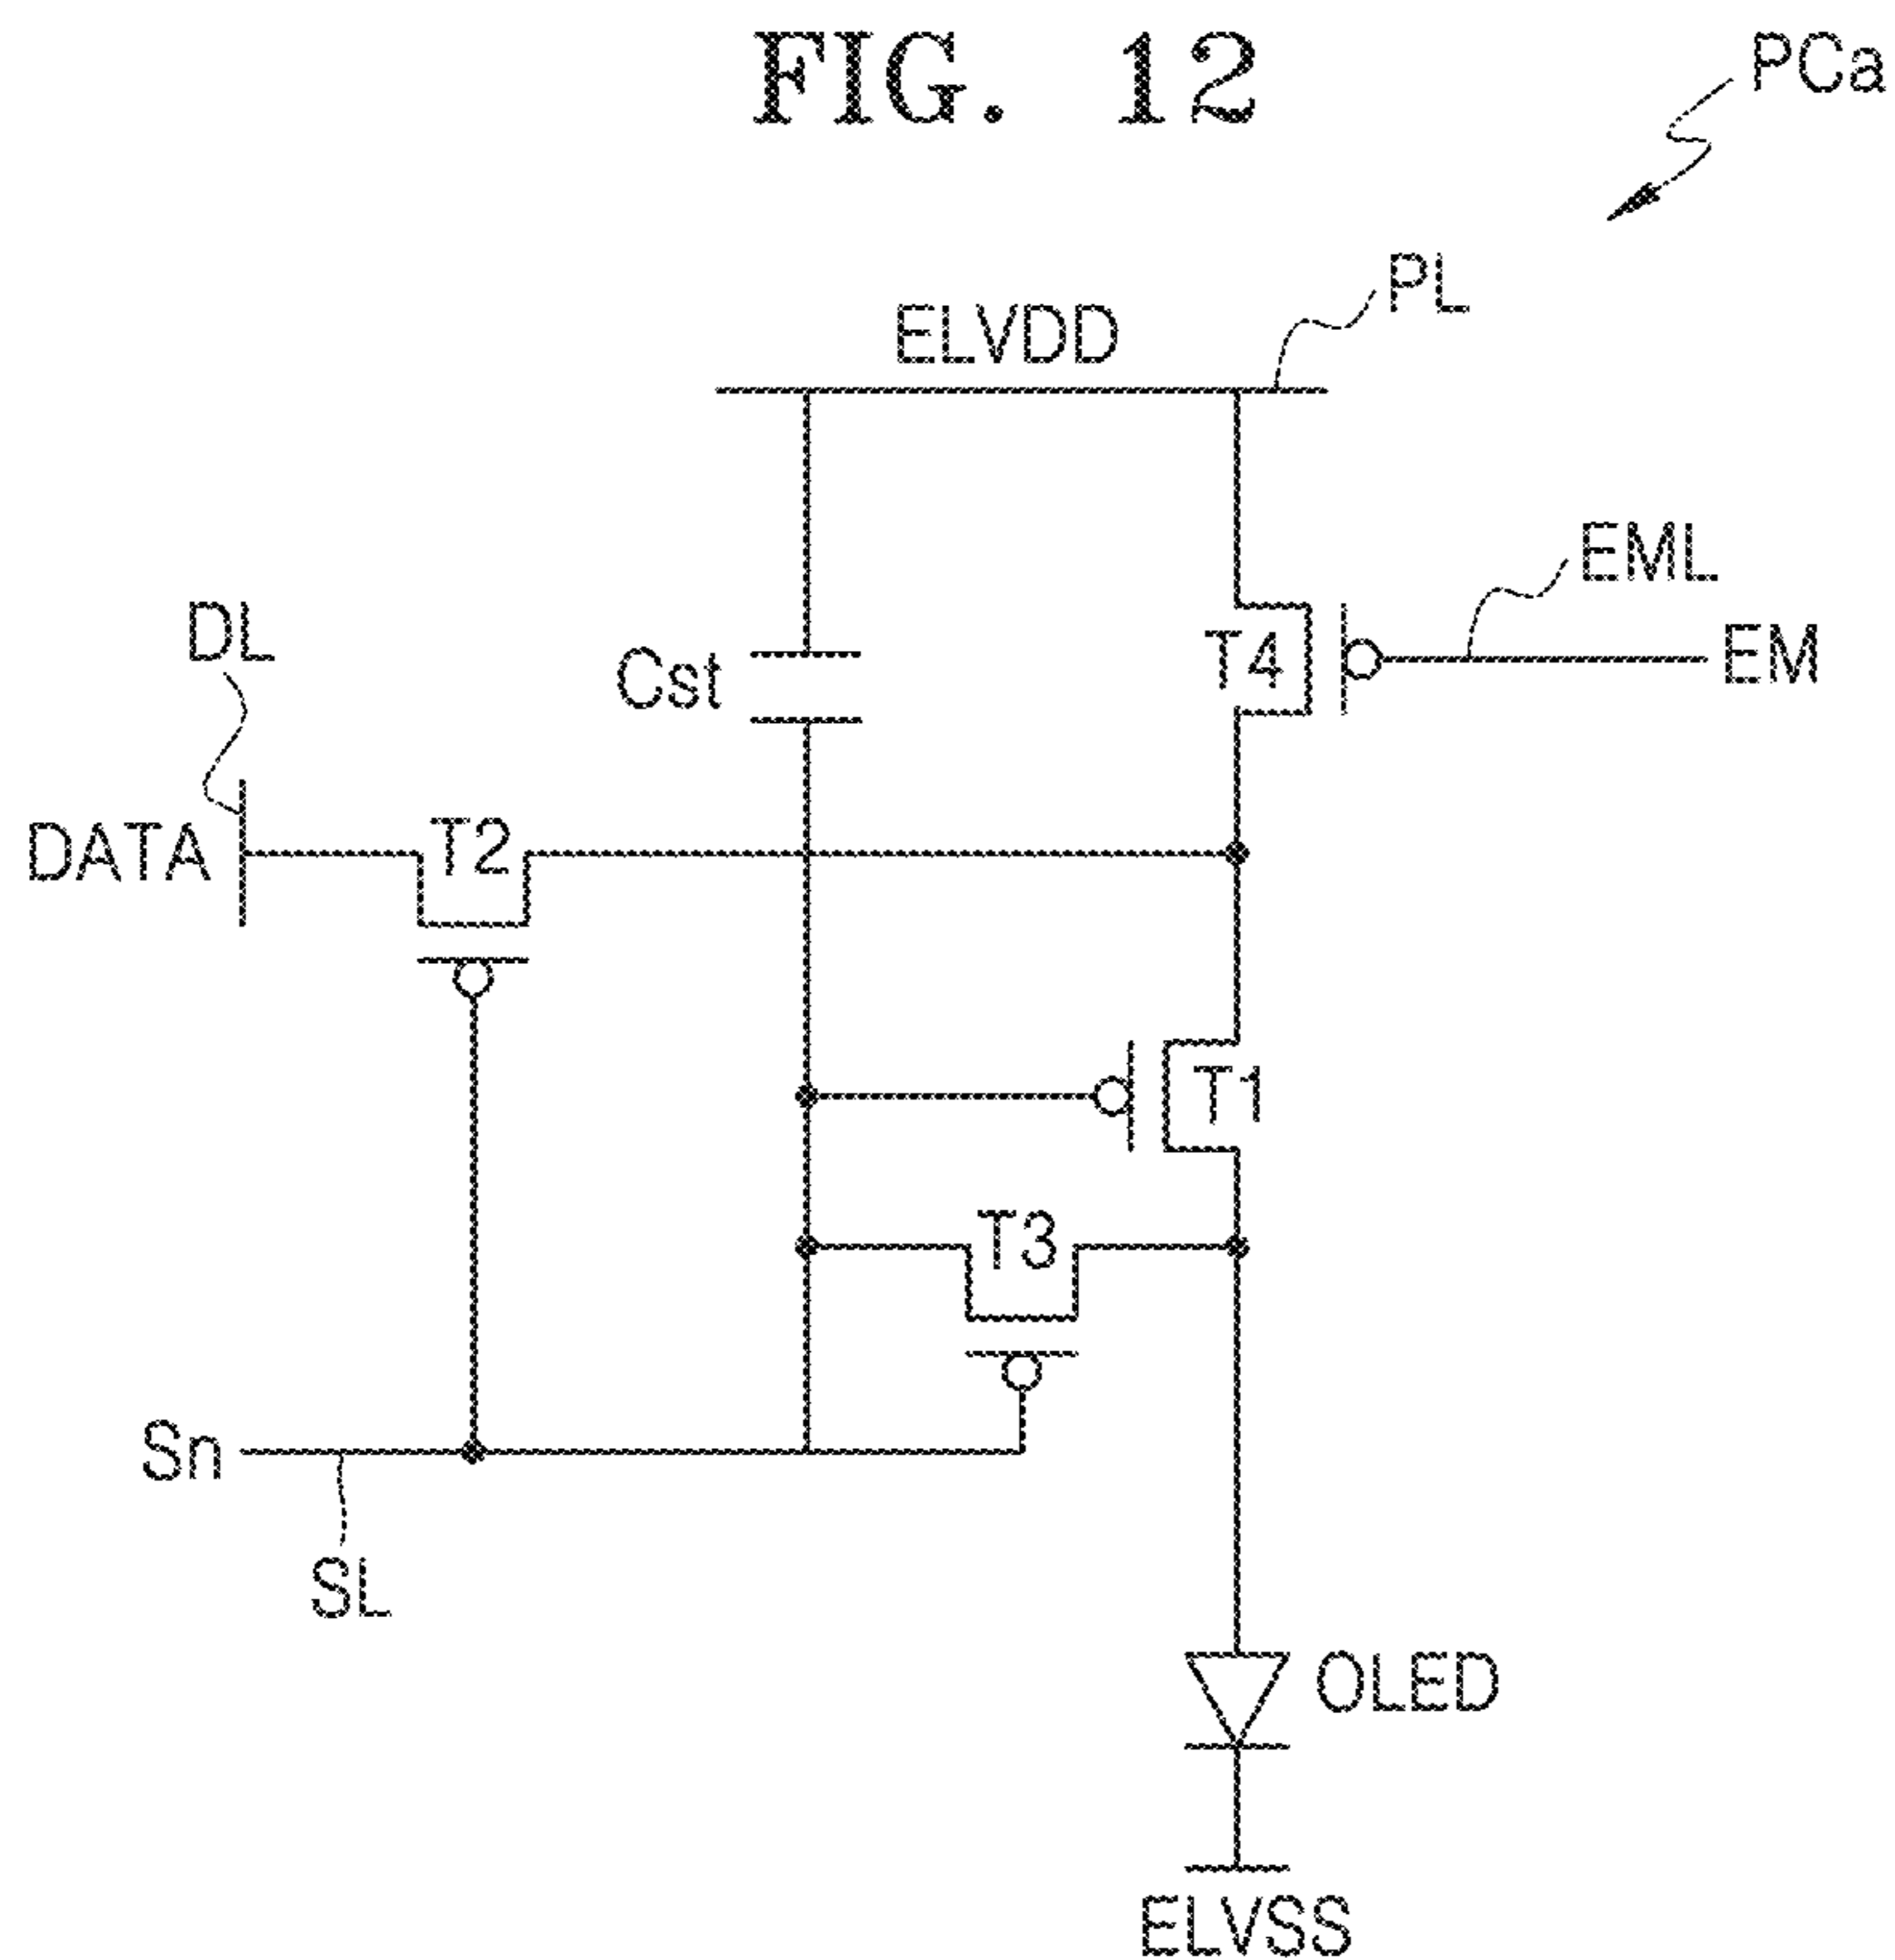 FIG. 12
PCa
PL
ELVDD
EML
DL
Cst
T4
EM
DATA
T2
T1
T3
Sn
SL
OLED
ELVSS